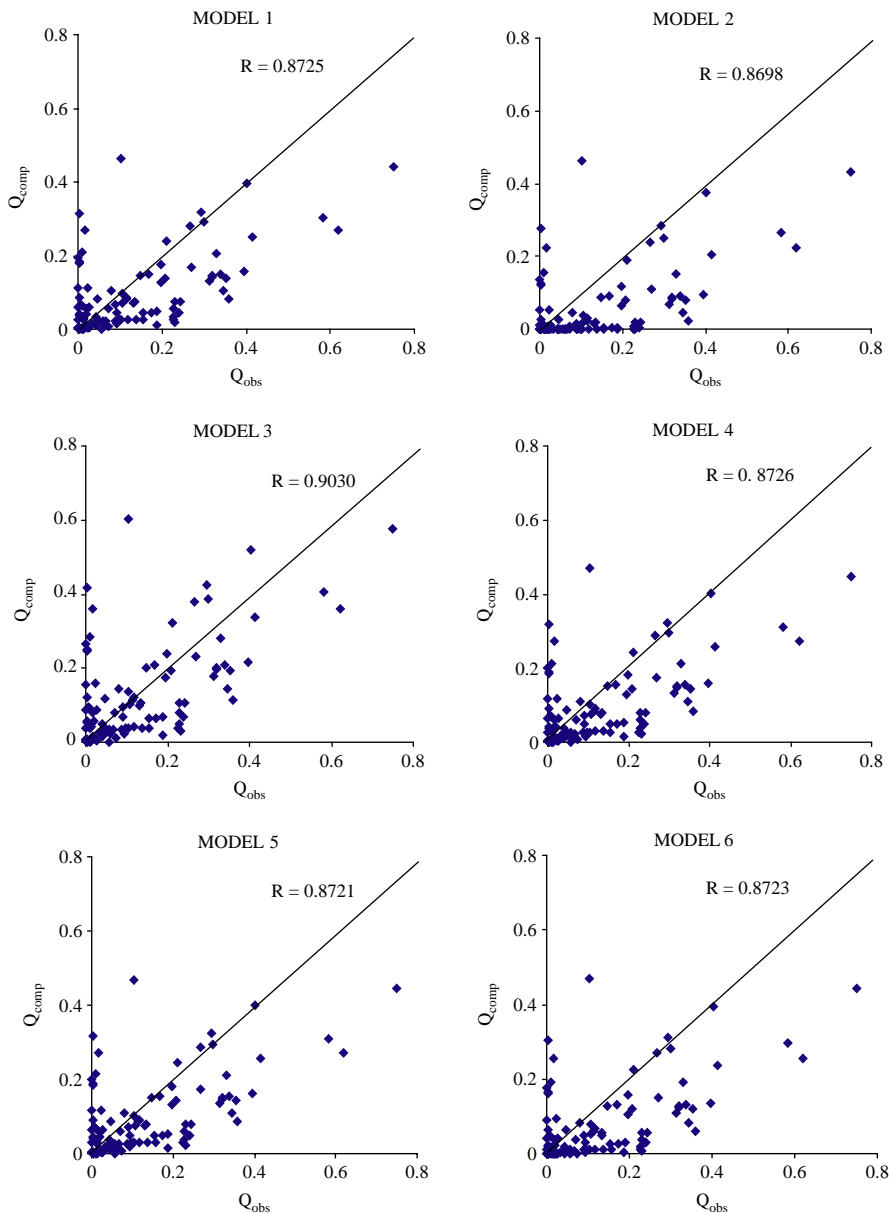 MODEL 1
R = 0.8725
0.8
0.6
0.4
0.2
0
Qcomp
0 0.2 0.4 0.6 0.8
Qobs
MODEL 2
R = 0.8698
0.8
0.6
0.4
0.2
0
Qcomp
0 0.2 0.4 0.6 0.8
Qobs
MODEL 3
R = 0.9030
0.8
0.6
0.4
0.2
0
Qcomp
0 0.2 0.4 0.6 0.8
Qobs
MODEL 4
R = 0. 8726
0.8
0.6
0.4
0.2
0
Qcomp
0 0.2 0.4 0.6 0.8
Qobs
MODEL 5
R = 0.8721
0.8
0.6
0.4
0.2
0
Qcomp
0 0.2 0.4 0.6 0.8
Qobs
MODEL 6
R = 0.8723
0.8
0.6
0.4
0.2
0
Qcomp
0 0.2 0.4 0.6 0.8
Qobs